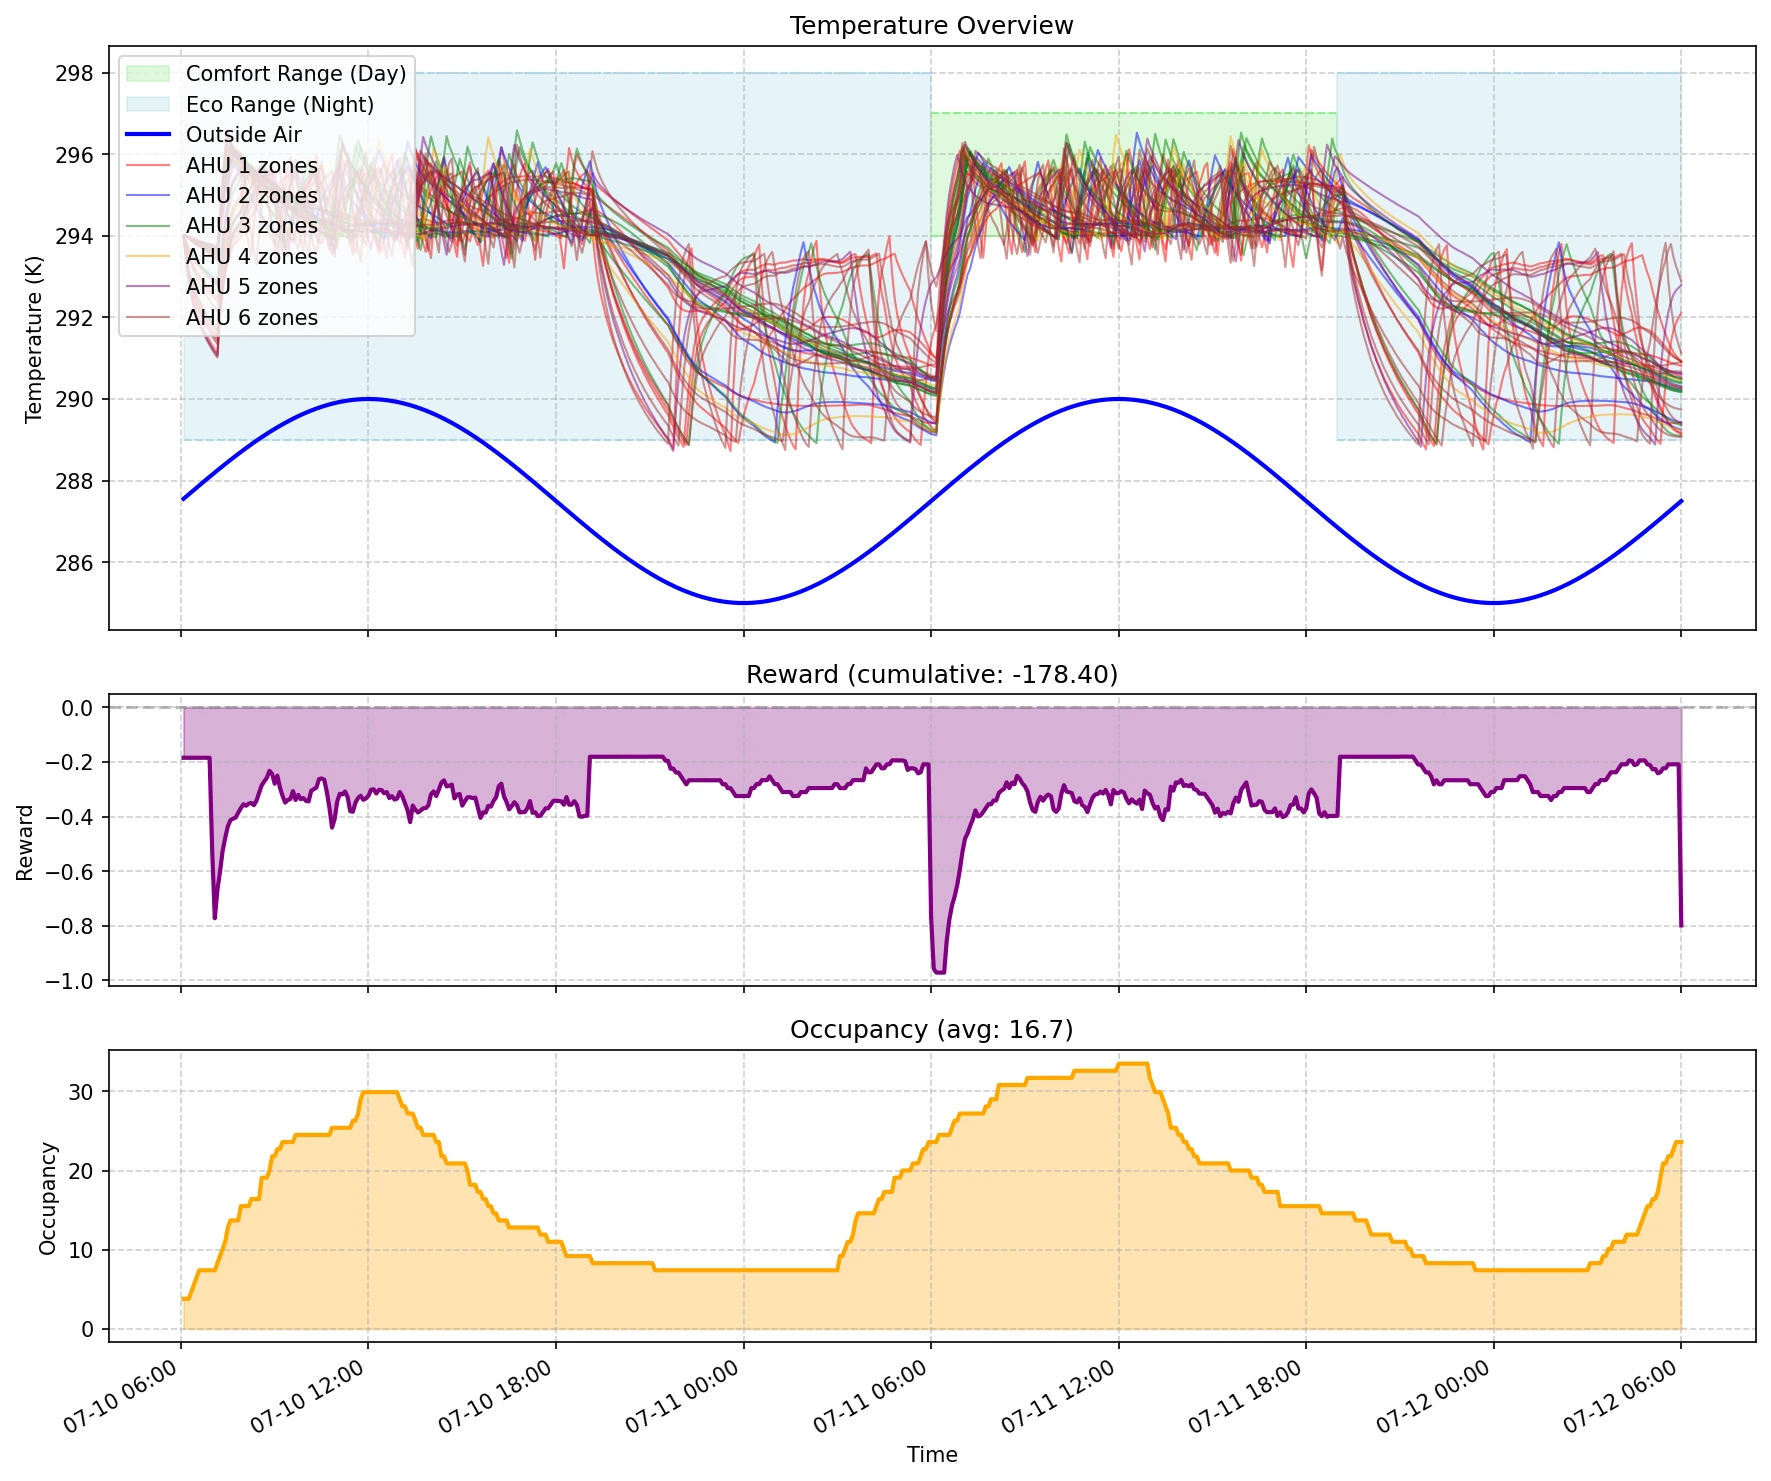 Temperature Overview
298
296
294
292
290
288
286
Temperature (K)
Comfort Range (Day)
Eco Range (Night)
Outside Air
AHU 1 zones
AHU 2 zones
AHU 3 zones
AHU 4 zones
AHU 5 zones
AHU 6 zones
Reward (cumulative: -178.40)
0.0
−0.2
−0.4
−0.6
−0.8
−1.0
Reward
Occupancy (avg: 16.7)
30
20
10
0
Occupancy
07-10 06:00
07-10 12:00
07-10 18:00
07-11 00:00
07-11 06:00
07-11 12:00
07-11 18:00
07-12 00:00
07-12 06:00
Time